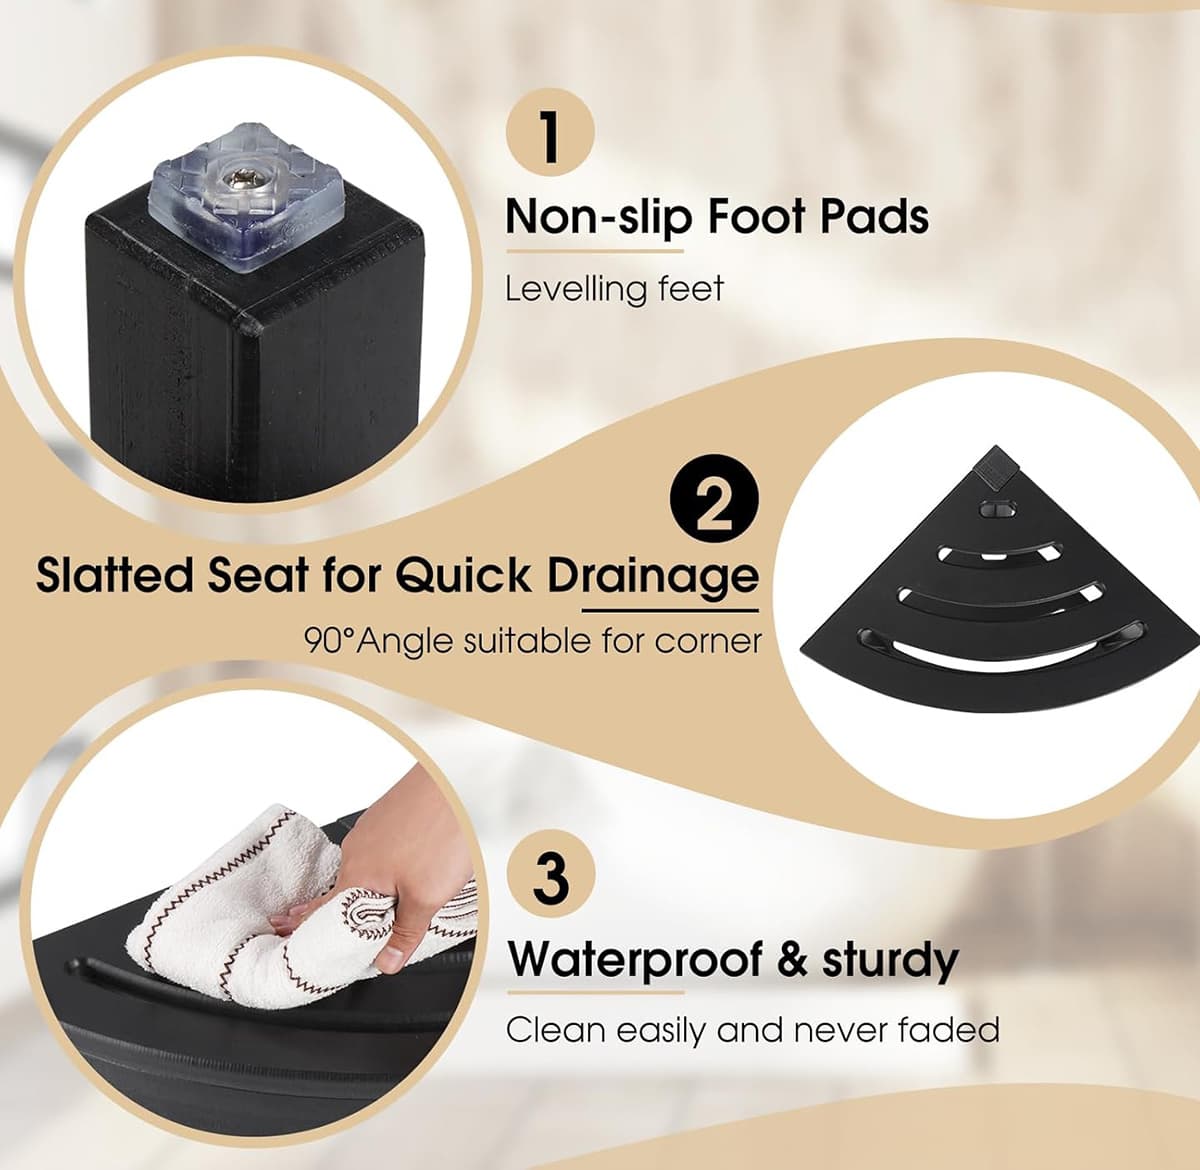 1
Non-slip Foot Pads
Levelling feet
2
Slatted Seat for Quick Drainage
90°Angle suitable for corner
3
Waterproof & sturdy
Clean easily and never faded